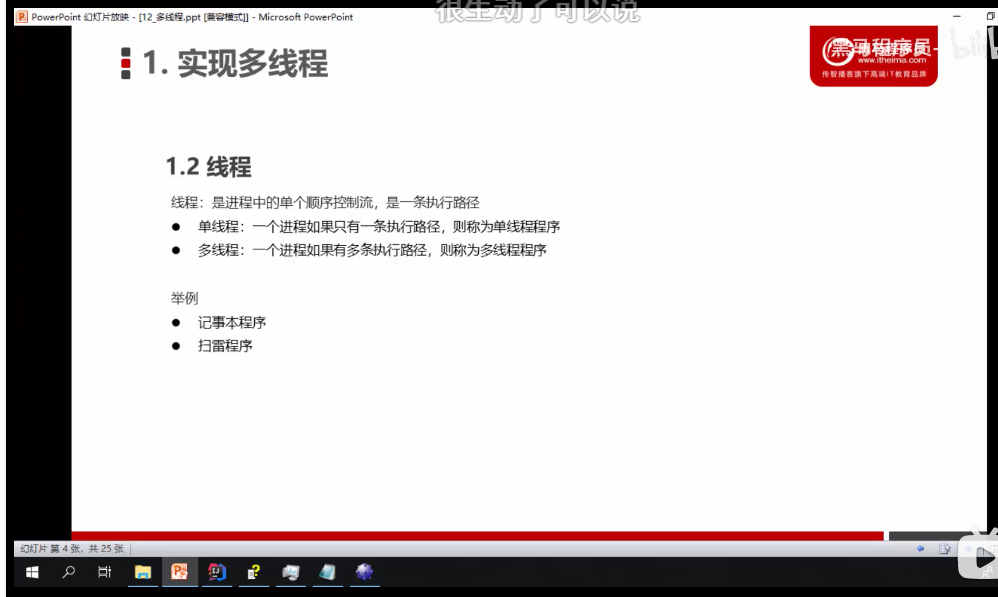 很生动了可以说
PowerPoint 幻灯片放映 - [12_多线程.ppt [兼容模式]] - Microsoft PowerPoint
1. 实现多线程
黑马程序员
www.itheima.com
传智播客旗下高端IT教育品牌
1.2 线程
线程：是进程中的单个顺序控制流，是一条执行路径
● 单线程：一个进程如果只有一条执行路径，则称为单线程程序
● 多线程：一个进程如果有多条执行路径，则称为多线程程序
举例
● 记事本程序
● 扫雷程序
幻灯片 第 4 张，共 25 张